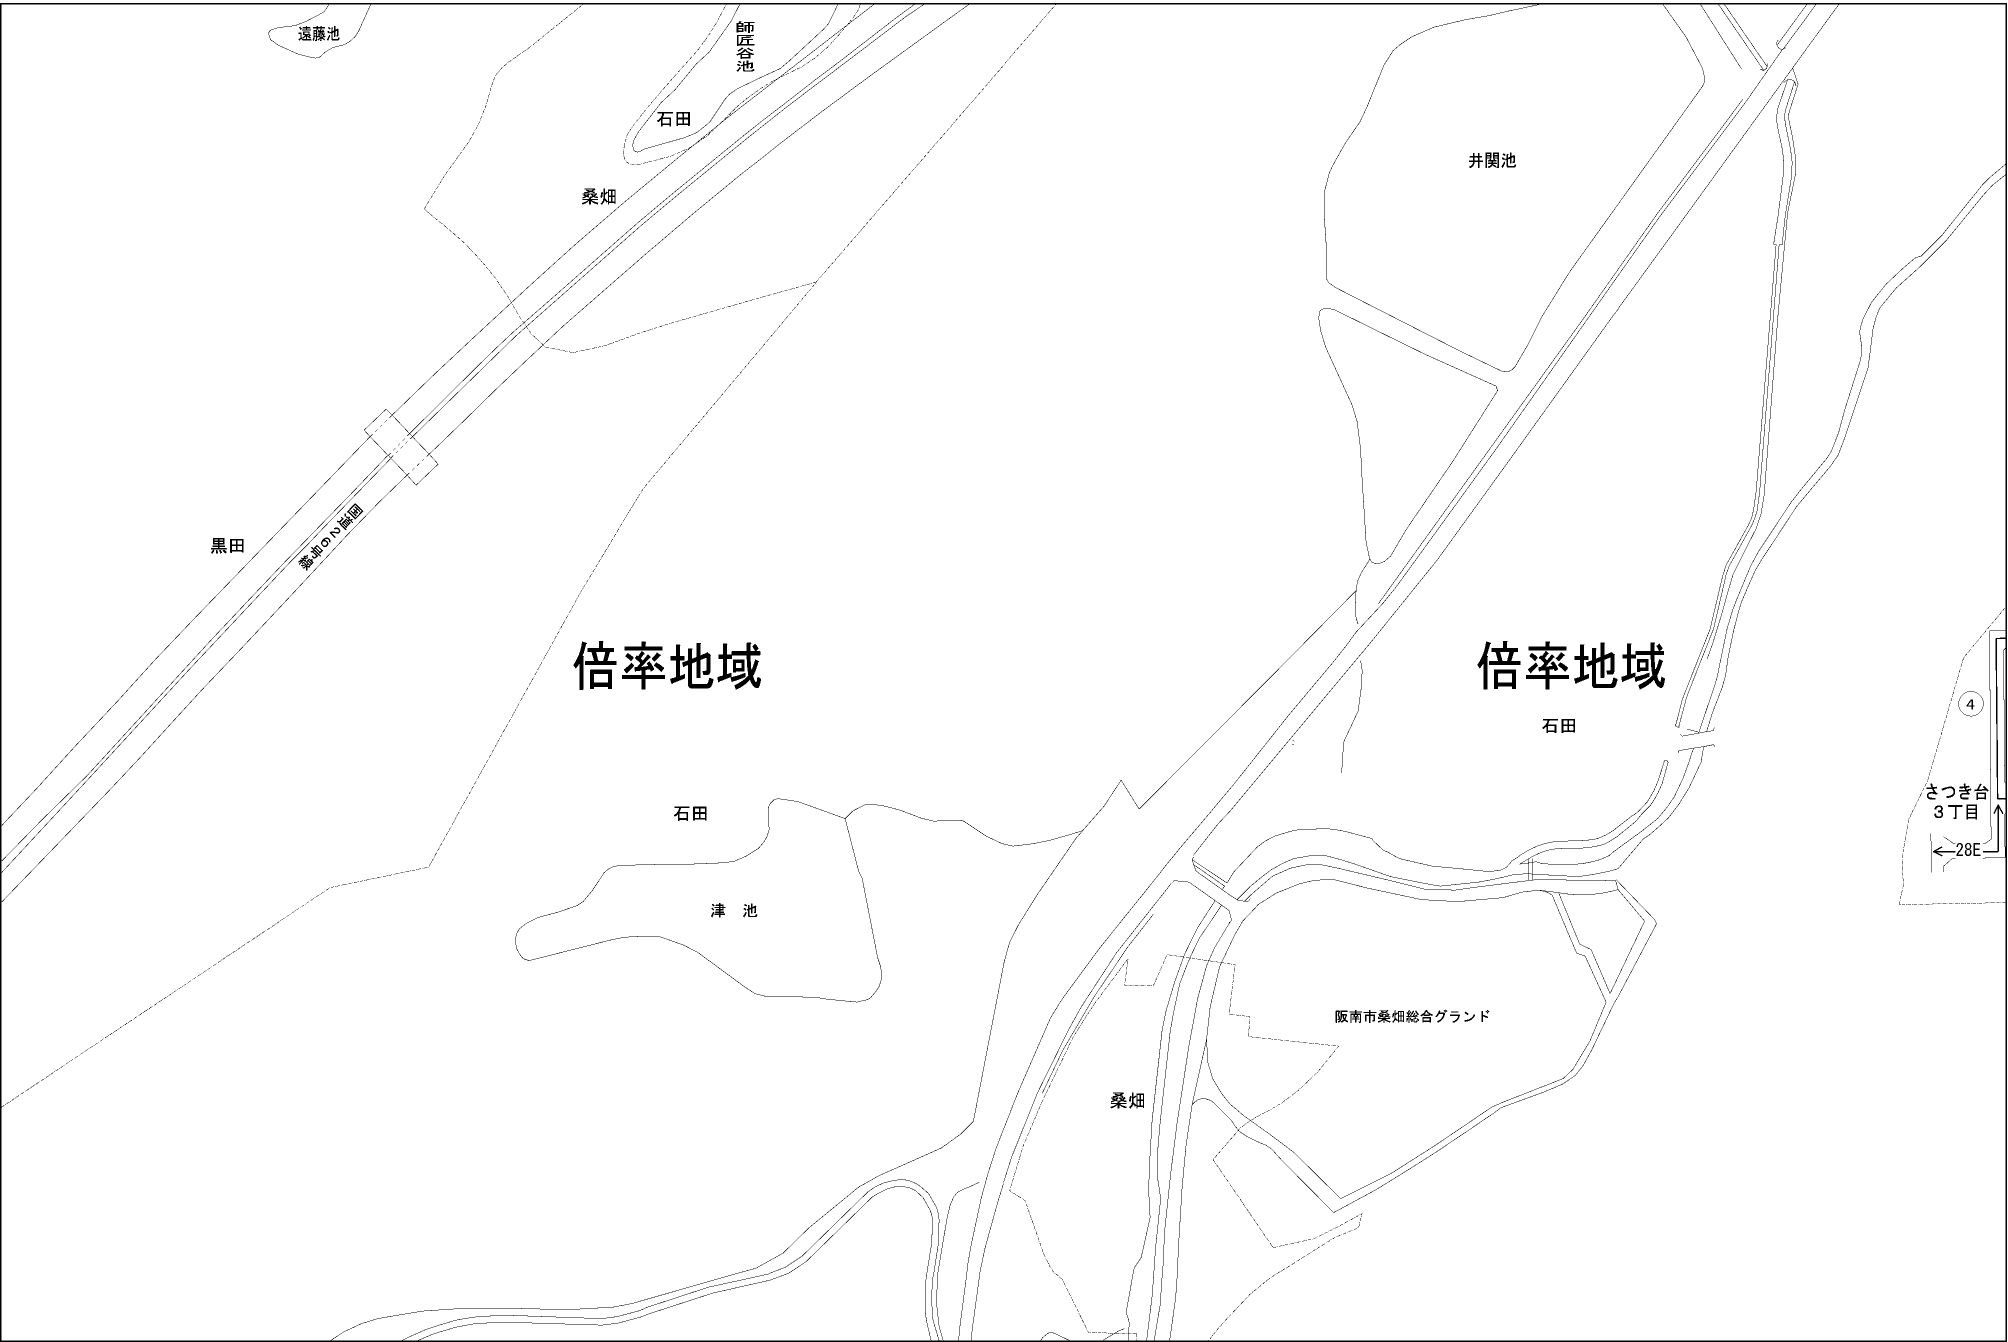 遠藤池
師匠谷池
石田
井関池
桑畑
国道26号線
黒田
倍率地域
倍率地域
4
石田
さつき台
3丁目
石田
28E
津 池
阪南市桑畑総合グランド
桑畑